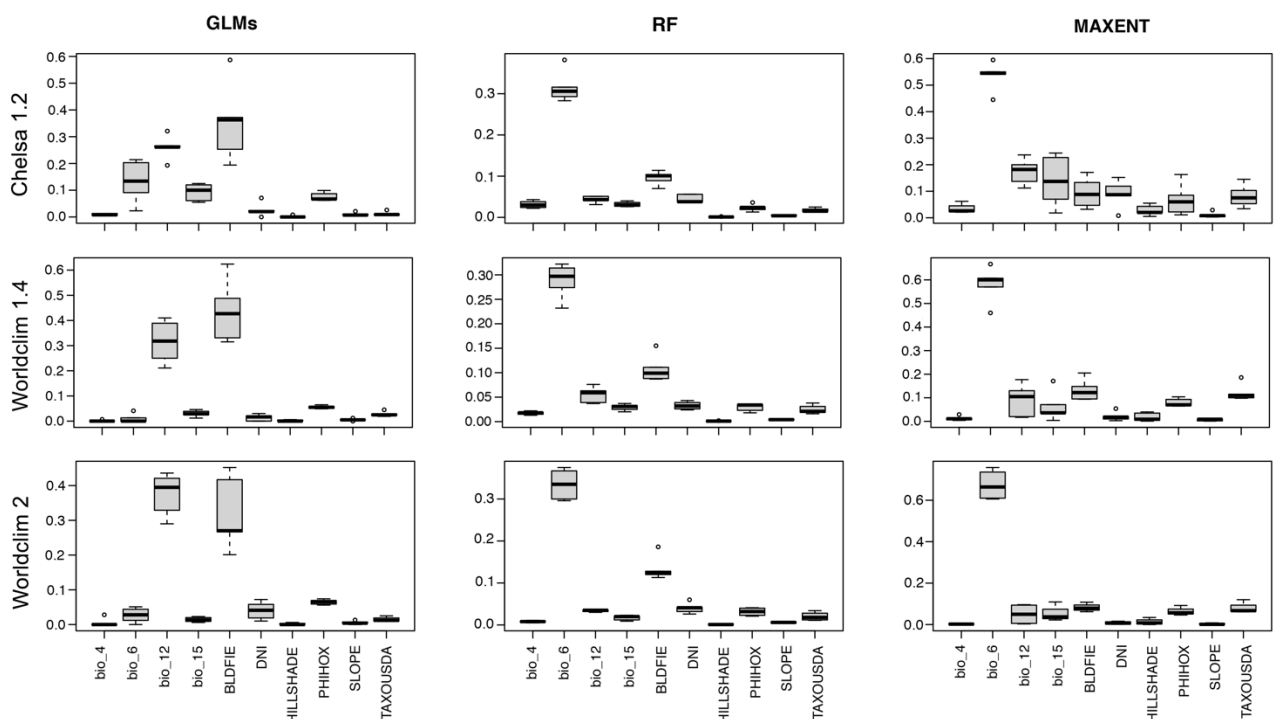 GLMs RF MAXENT
Chelsa 1.2
0.6 0.5 0.4 0.3 0.2 0.1 0.0
0.3 0.2 0.1 0.0
0.6 0.5 0.4 0.3 0.2 0.1 0.0
Worldclim 1.4
0.6 0.5 0.4 0.3 0.2 0.1 0.0
0.30 0.25 0.20 0.15 0.10 0.05 0.00
0.6 0.5 0.4 0.3 0.2 0.1 0.0
Worldclim 2
0.4 0.3 0.2 0.1 0.0
0.3 0.2 0.1 0.0
0.6 0.4 0.2 0.0
bio_4 bio_6 bio_12 bio_15 BLDFIE DNI HILLSHADE PHIHOX SLOPE TAXOUSDA
bio_4 bio_6 bio_12 bio_15 BLDFIE DNI HILLSHADE PHIHOX SLOPE TAXOUSDA
bio_4 bio_6 bio_12 bio_15 BLDFIE DNI HILLSHADE PHIHOX SLOPE TAXOUSDA